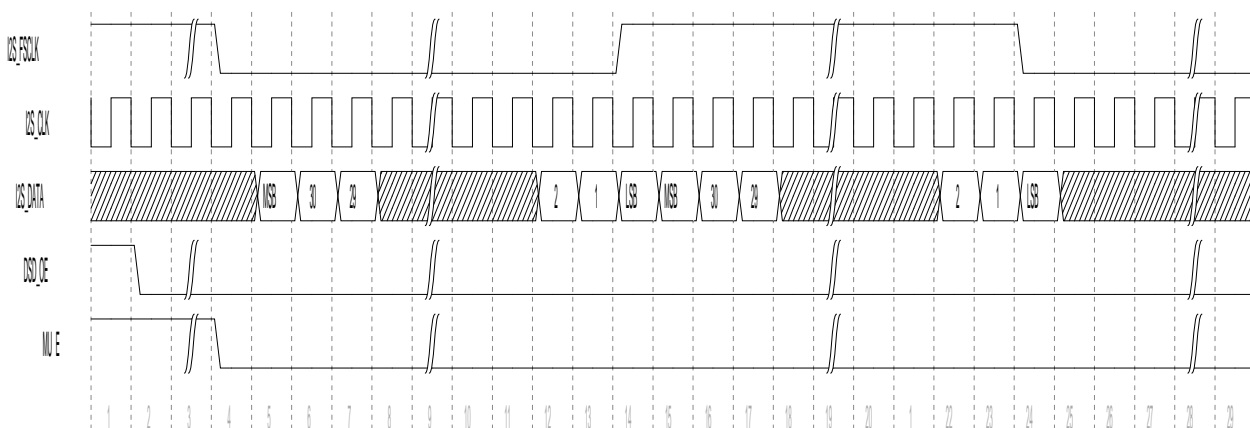 I2S_FSCLK
I2S_CLK
I2S_DATA MSB 30 29 2 1 LSB MSB 30 29 2 1 LSB
DSD_OE
MU E
1 2 3 4 5 6 7 8 9 10 11 12 13 14 15 16 17 18 19 20 1 22 23 24 25 26 27 28 29